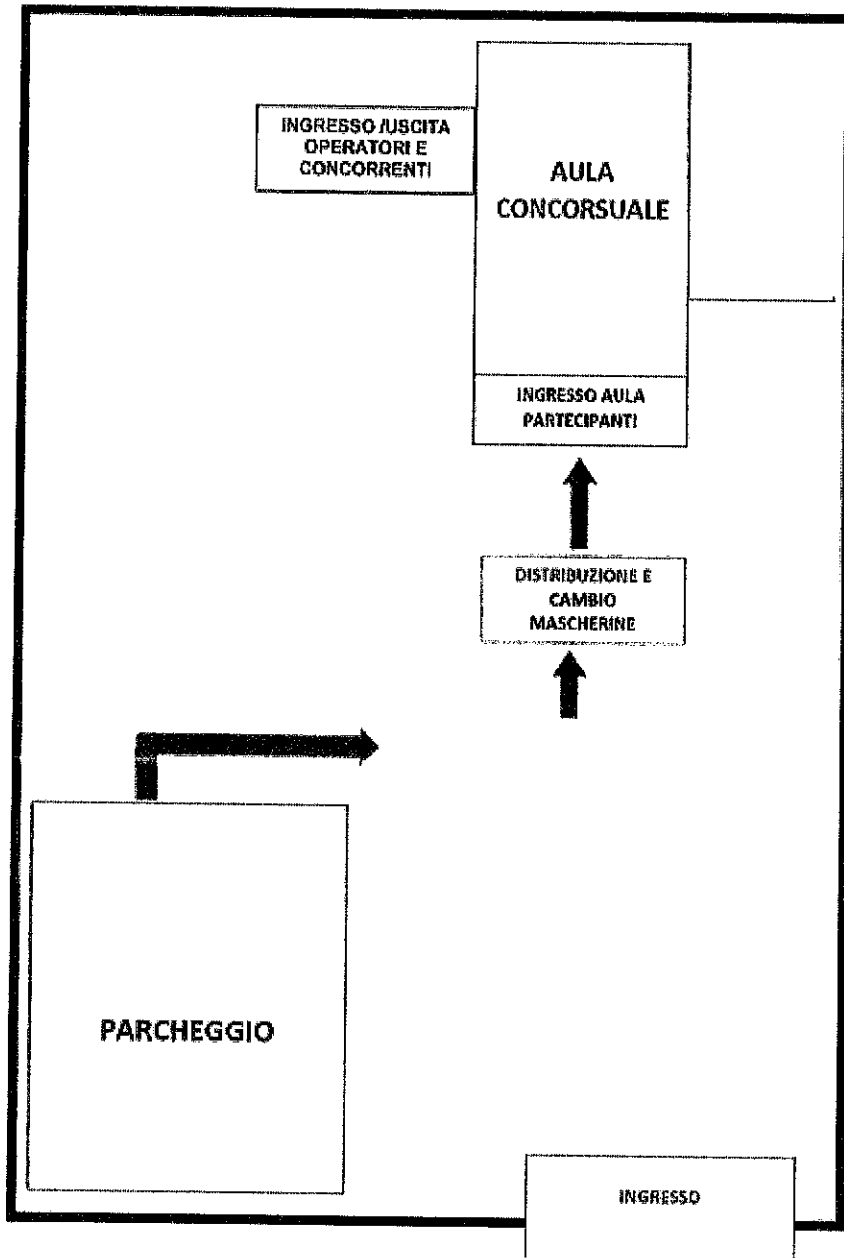 INGRESSO /USCITA
OPERATORI E
CONCORRENTI
AULA
CONCORSUALE
INGRESSO AULA
PARTECIPANTI
DISTRIBUZIONE E
CAMBIO
MASCHERINE
PARCHEGGIO
INGRESSO